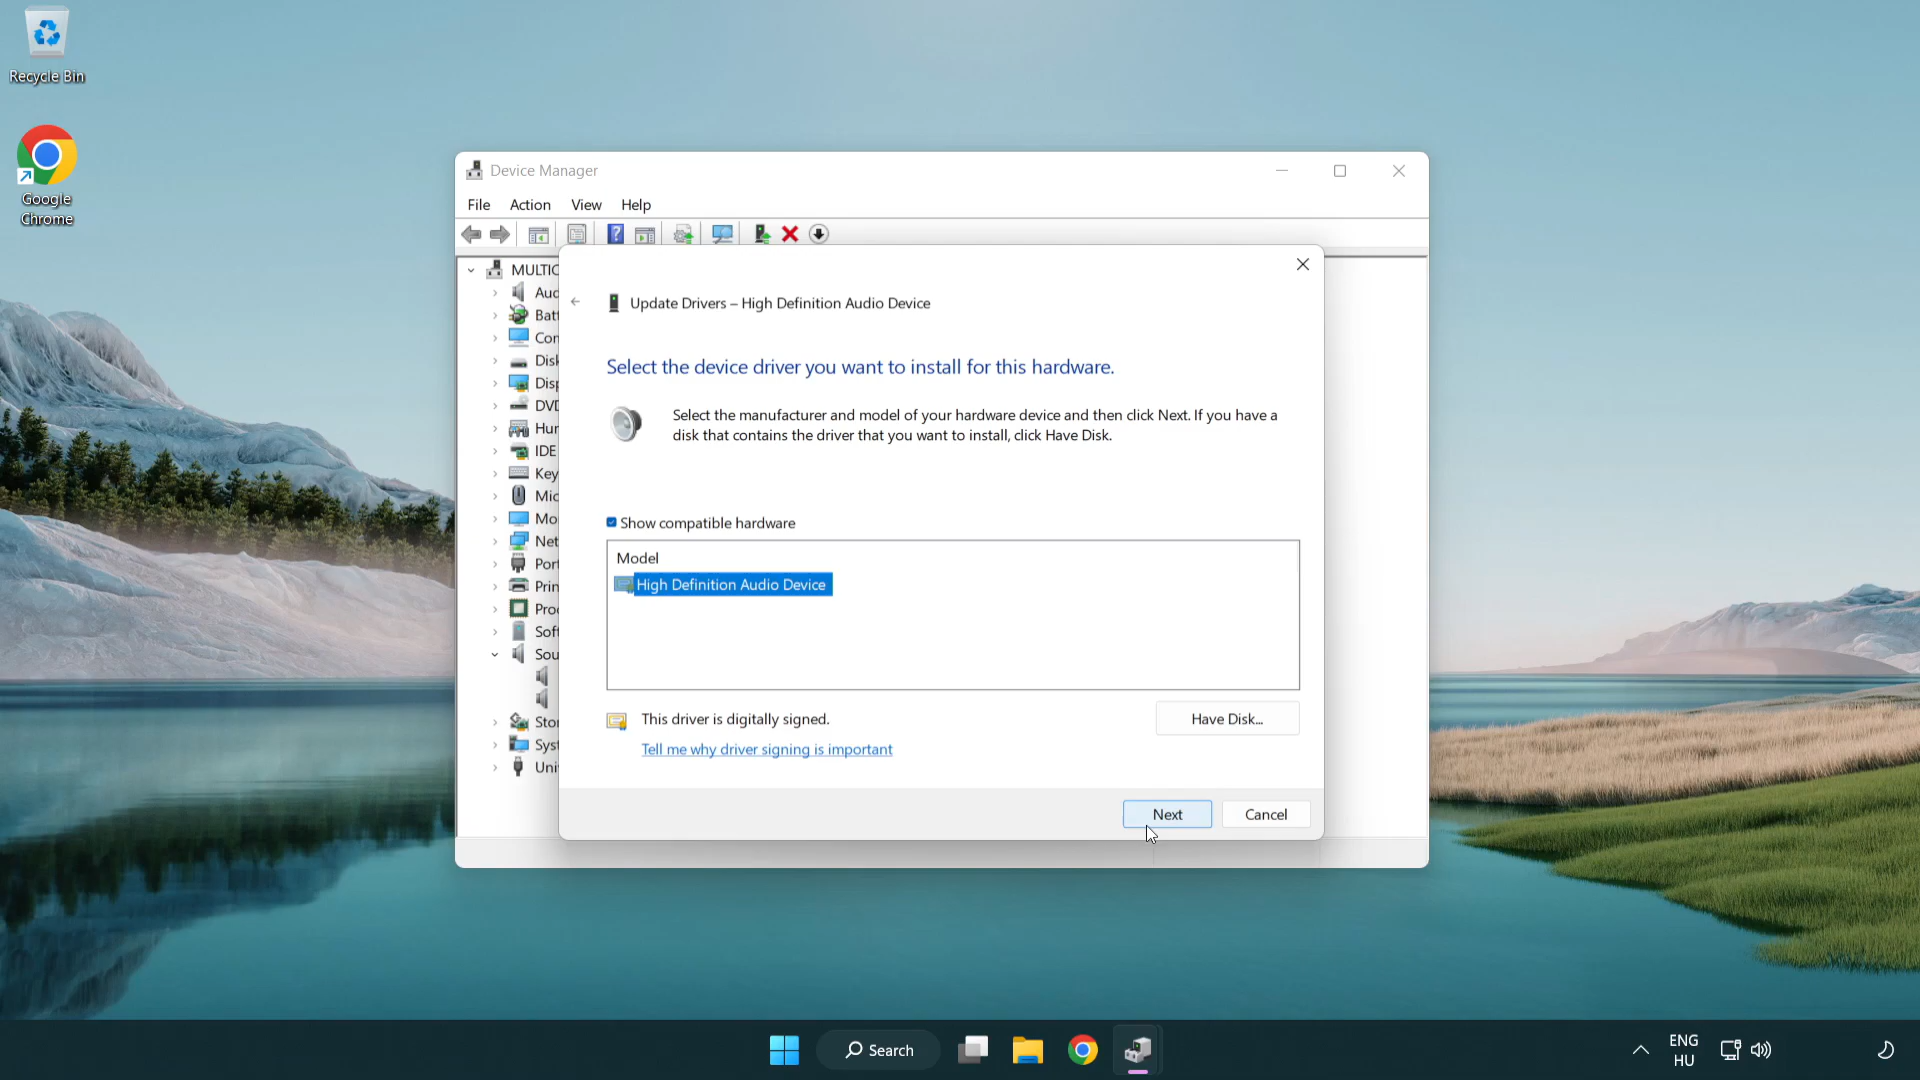 Recycle Bin
Google
Chrome
Device Manager
File Action View Help
MULTIC
Aud
Batt
Con
Disk
Disp
DVD
Hur
IDE
Key
Mic
Mo
Net
Port
Prin
Proc
Soft
Sou
Stor
Syst
Uni
Update Drivers – High Definition Audio Device
Select the device driver you want to install for this hardware.
Select the manufacturer and model of your hardware device and then click Next. If you have a
disk that contains the driver that you want to install, click Have Disk.
Show compatible hardware
Model
High Definition Audio Device
This driver is digitally signed.
Have Disk...
Tell me why driver signing is important
Next
Cancel
Search
ENG
HU